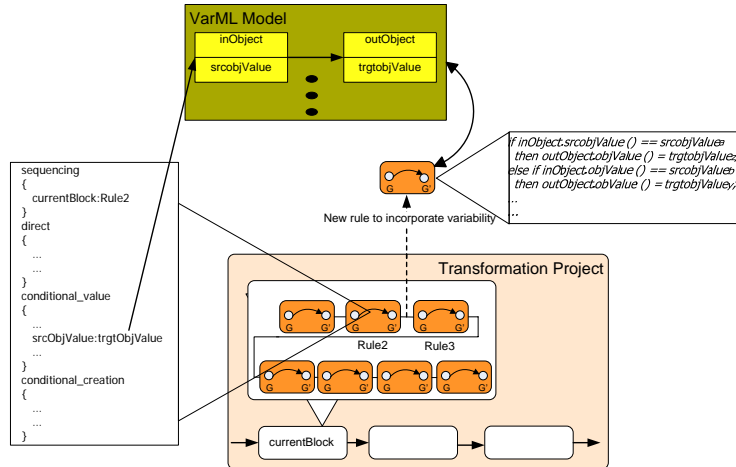 VarML Model
inObject
outObject
srcobjValue
trgtobjValue
if inObject.srcobjValue () == srcobjValue
then outObject.objValue () = trgtobjValue
else if inObject.objValue () == srcobjValue
then outObject.obValue () = trgtobjValue
...
...
G G'
New rule to incorporate variability
sequencing
{
currentBlock:Rule2
}
direct
{
...
...
}
conditional_value
{
...
srcObjValue:trgtObjValue
...
}
conditional_creation
{
...
...
}
Transformation Project
G G' G G' G G'
Rule2 Rule3
G G' G G' G G' G G'
currentBlock